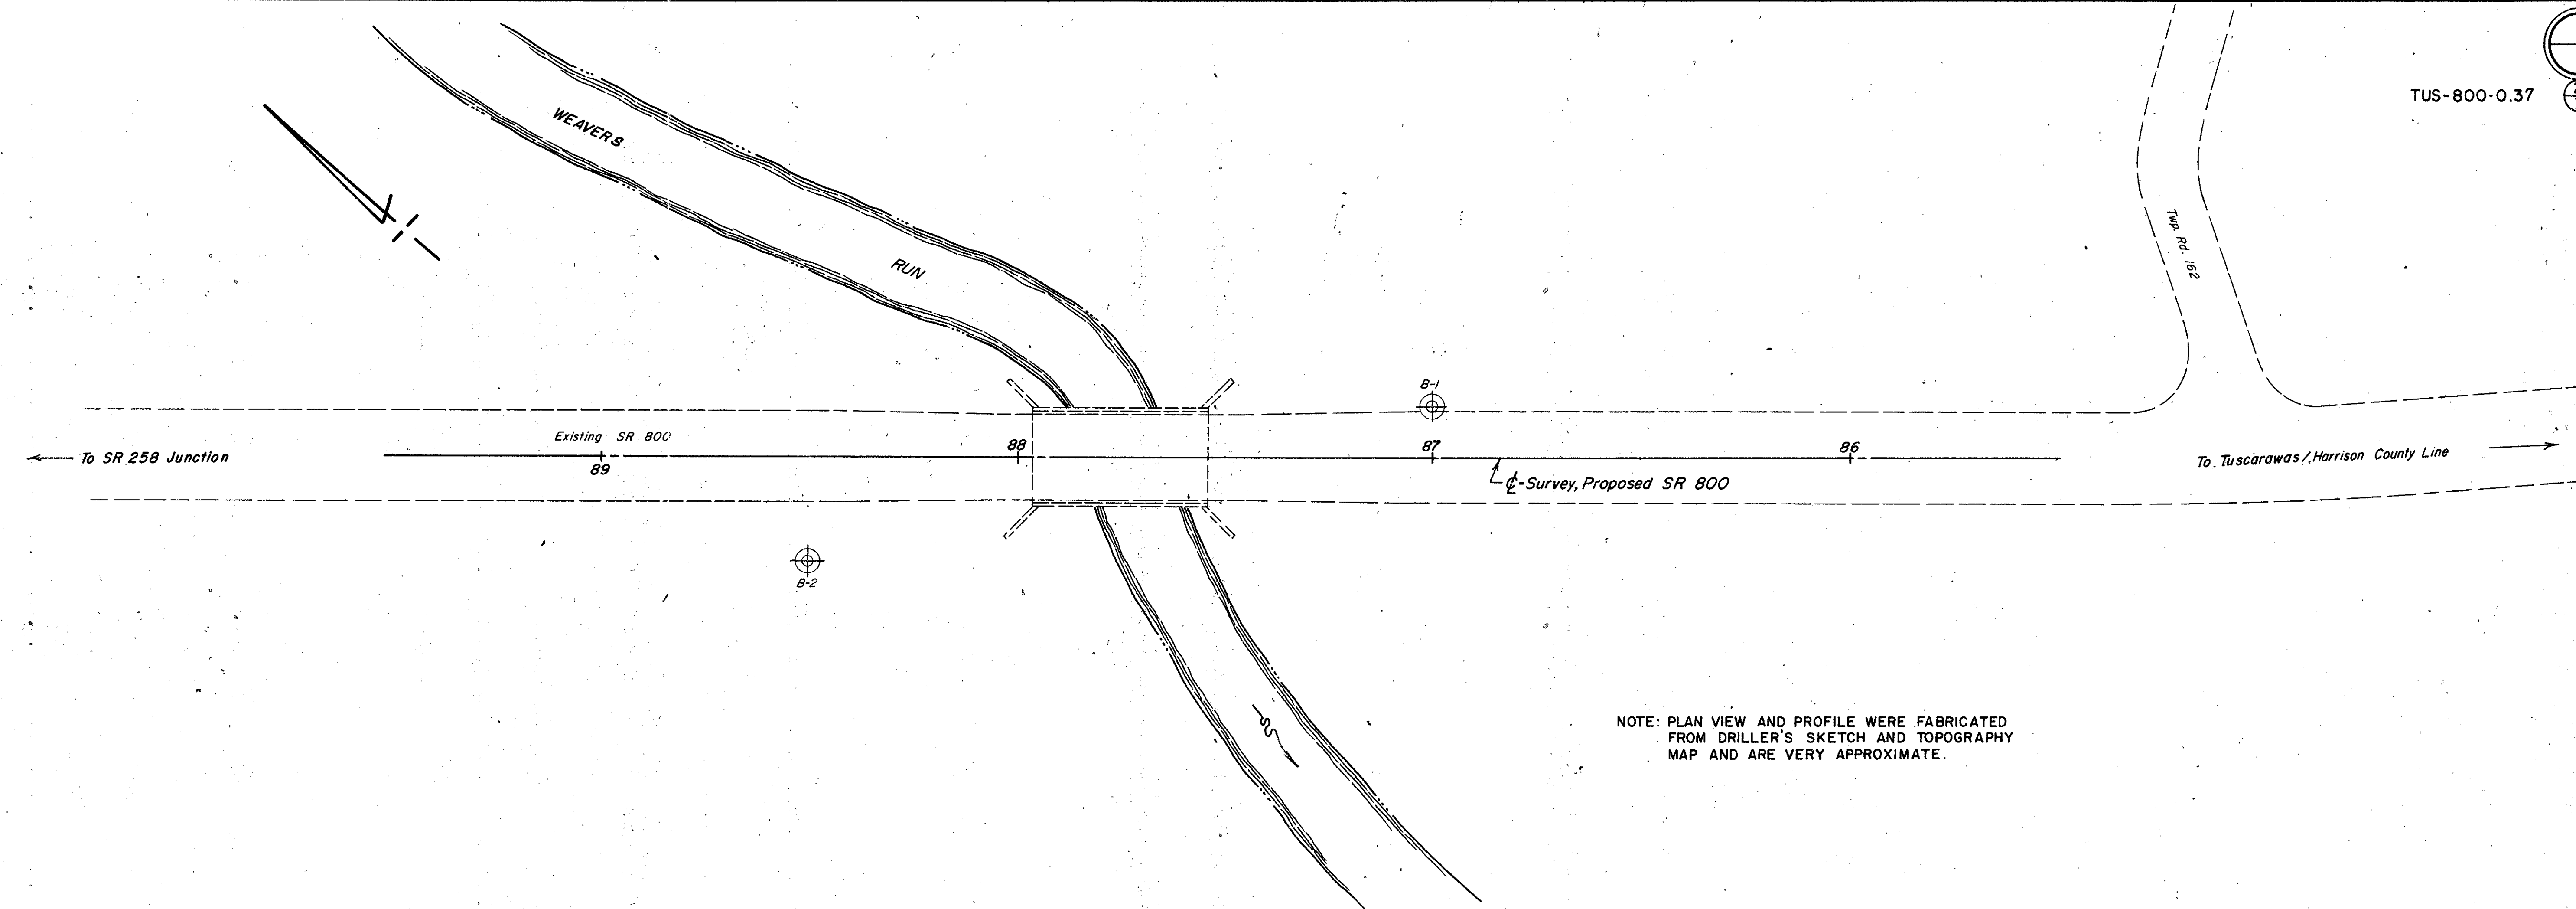 TUS-800-0.37
WEAVERS
RUN
Twp. Rd. 162
B-1
Existing SR 800
88
87
86
To SR 258 Junction
89
To Tuscarawas/Harrison County Line
℄-Survey, Proposed SR 800
B-2
NOTE: PLAN VIEW AND PROFILE WERE FABRICATED
FROM DRILLER'S SKETCH AND TOPOGRAPHY
MAP AND ARE VERY APPROXIMATE.